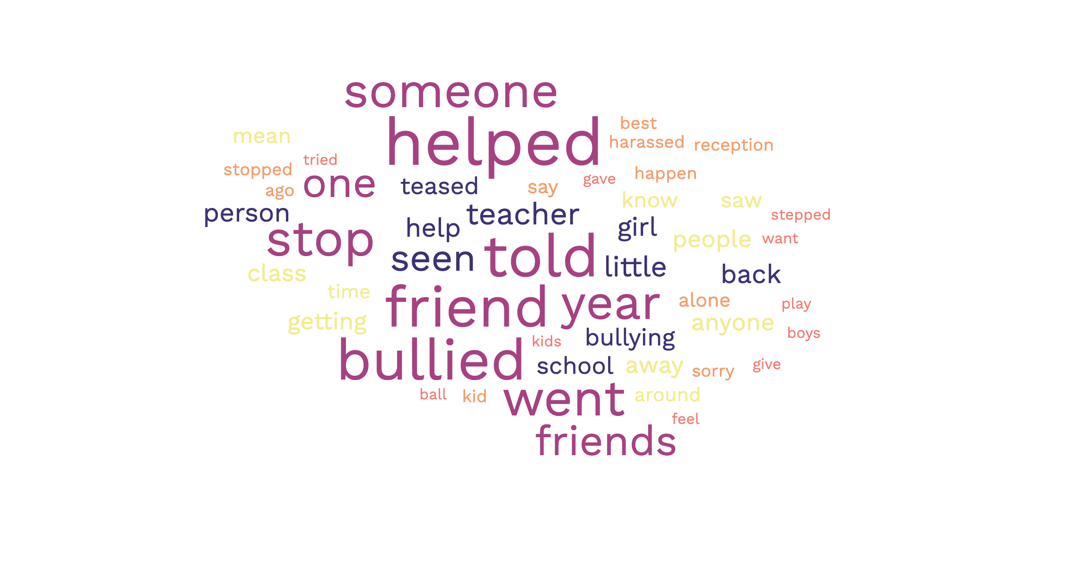 someone
helped
best
mean
harassed
reception
tried
stopped
happen
gave
one
teased
say
ago
know
saw
person
teacher
stepped
help
girl
stop
people
want
seen
told
little
class
back
time
friend
year
alone
play
getting
anyone
bullying
boys
kids
bullied
school
away
sorry
give
ball
kid
went
around
feel
friends